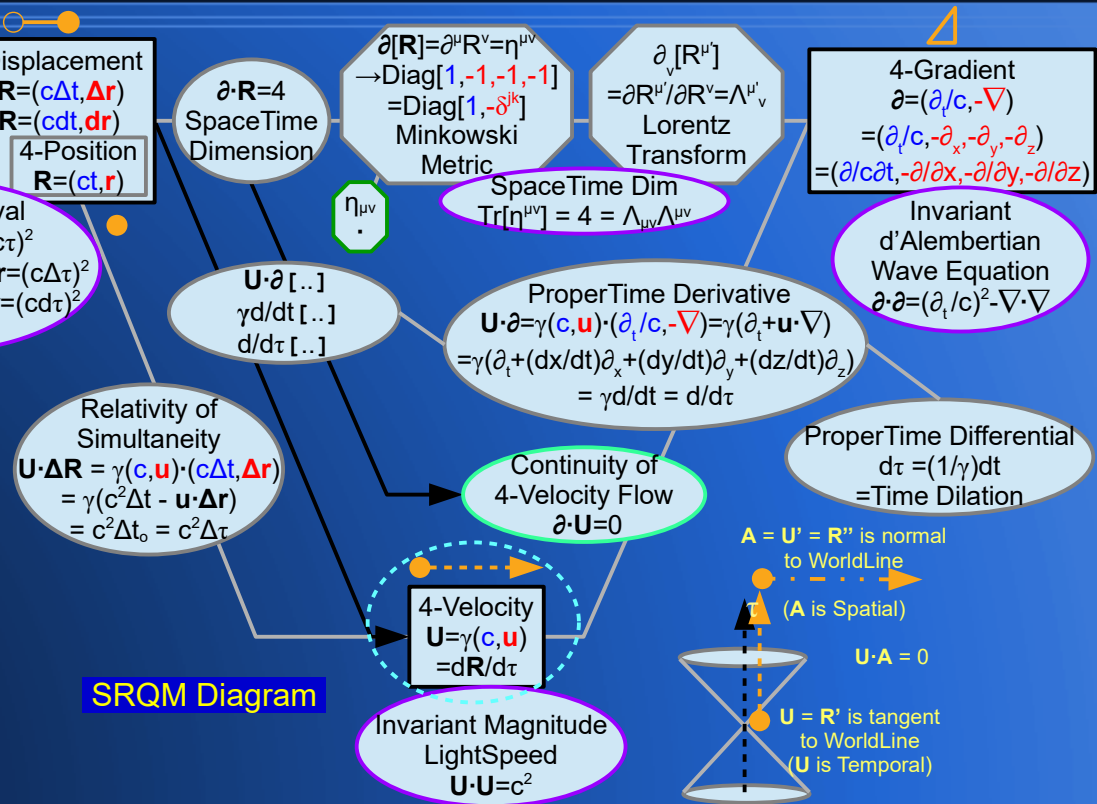 isplacement
R=(cΔt,Δr)
R=(cdt,dr)
4-Position
R=(ct,r)
val
cτ)²
r=(cΔτ)²
=(cdτ)²
∂·R=4
SpaceTime
Dimension
∂[R]=∂^μR^ν=η^μν
→Diag[1,-1,-1,-1]
=Diag[1,-δ^jk]
Minkowski
Metric
∂_ν[R^μ']
=∂R^μ'/∂R^ν=Λ^μ'_ν
Lorentz
Transform
4-Gradient
∂=(∂_t/c,-∇)
=(∂_t/c,-∂_x,-∂_y,-∂_z)
=(∂/c∂t,-∂/∂x,-∂/∂y,-∂/∂z)
η_μν
.
SpaceTime Dim
Tr[η^μν] = 4 = Λ_μνΛ^μν
Invariant
d'Alembertian
Wave Equation
∂·∂=(∂_t/c)²-∇·∇
U·∂[..]
γd/dt[..]
d/dτ[..]
ProperTime Derivative
U·∂=γ(c,u)·(∂_t/c,-∇)=γ(∂_t+u·∇)
=γ(∂_t+(dx/dt)∂_x+(dy/dt)∂_y+(dz/dt)∂_z)
= γd/dt = d/dτ
Relativity of
Simultaneity
U·ΔR = γ(c,u)·(cΔt,Δr)
= γ(c²Δt - u·Δr)
= c²Δt_o = c²Δτ
Continuity of
4-Velocity Flow
∂·U=0
ProperTime Differential
dτ =(1/γ)dt
=Time Dilation
4-Velocity
U=γ(c,u)
=dR/dτ
Invariant Magnitude
LightSpeed
U·U=c²
SRQM Diagram
A = U' = R'' is normal
to WorldLine
τ
(A is Spatial)
U·A = 0
U = R' is tangent
to WorldLine
(U is Temporal)